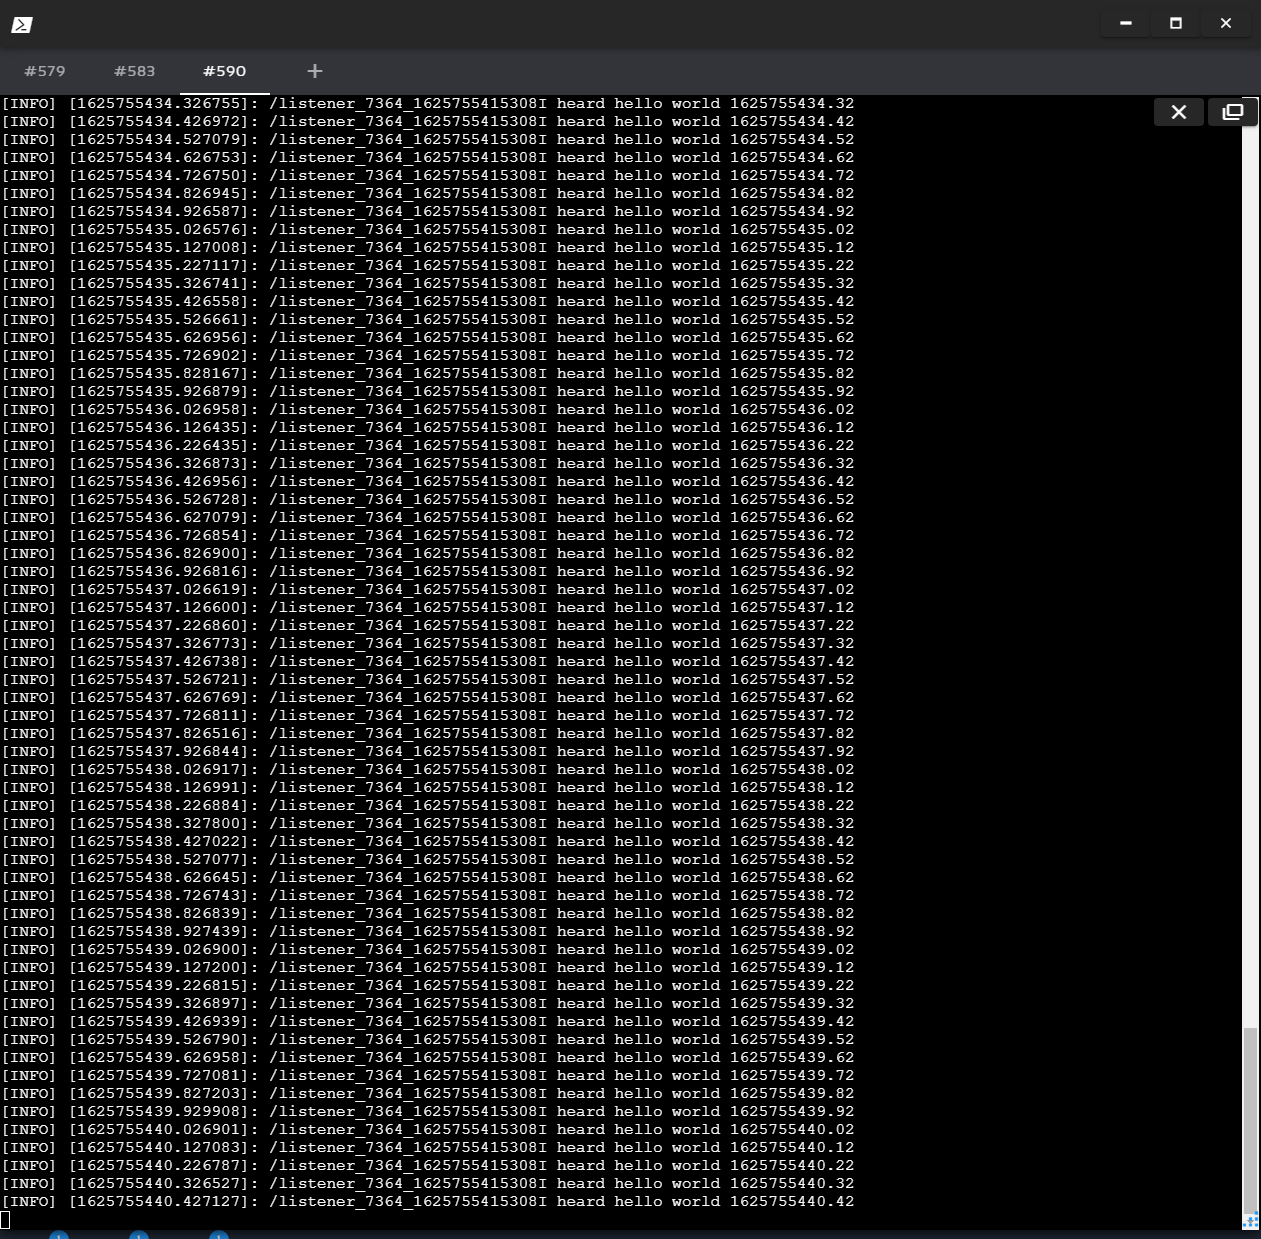 #579 #583 #590 +
[INFO] [1625755434.326755]: /listener_7364_1625755415308I heard hello world 1625755434.32
[INFO] [1625755434.426972]: /listener_7364_1625755415308I heard hello world 1625755434.42
[INFO] [1625755434.527079]: /listener_7364_1625755415308I heard hello world 1625755434.52
[INFO] [1625755434.626753]: /listener_7364_1625755415308I heard hello world 1625755434.62
[INFO] [1625755434.726750]: /listener_7364_1625755415308I heard hello world 1625755434.72
[INFO] [1625755434.826945]: /listener_7364_1625755415308I heard hello world 1625755434.82
[INFO] [1625755434.926587]: /listener_7364_1625755415308I heard hello world 1625755434.92
[INFO] [1625755435.026576]: /listener_7364_1625755415308I heard hello world 1625755435.02
[INFO] [1625755435.127008]: /listener_7364_1625755415308I heard hello world 1625755435.12
[INFO] [1625755435.227117]: /listener_7364_1625755415308I heard hello world 1625755435.22
[INFO] [1625755435.326741]: /listener_7364_1625755415308I heard hello world 1625755435.32
[INFO] [1625755435.426558]: /listener_7364_1625755415308I heard hello world 1625755435.42
[INFO] [1625755435.526661]: /listener_7364_1625755415308I heard hello world 1625755435.52
[INFO] [1625755435.626956]: /listener_7364_1625755415308I heard hello world 1625755435.62
[INFO] [1625755435.726902]: /listener_7364_1625755415308I heard hello world 1625755435.72
[INFO] [1625755435.828167]: /listener_7364_1625755415308I heard hello world 1625755435.82
[INFO] [1625755435.926879]: /listener_7364_1625755415308I heard hello world 1625755435.92
[INFO] [1625755436.026958]: /listener_7364_1625755415308I heard hello world 1625755436.02
[INFO] [1625755436.126435]: /listener_7364_1625755415308I heard hello world 1625755436.12
[INFO] [1625755436.226435]: /listener_7364_1625755415308I heard hello world 1625755436.22
[INFO] [1625755436.326873]: /listener_7364_1625755415308I heard hello world 1625755436.32
[INFO] [1625755436.426956]: /listener_7364_1625755415308I heard hello world 1625755436.42
[INFO] [1625755436.526728]: /listener_7364_1625755415308I heard hello world 1625755436.52
[INFO] [1625755436.627079]: /listener_7364_1625755415308I heard hello world 1625755436.62
[INFO] [1625755436.726854]: /listener_7364_1625755415308I heard hello world 1625755436.72
[INFO] [1625755436.826900]: /listener_7364_1625755415308I heard hello world 1625755436.82
[INFO] [1625755436.926816]: /listener_7364_1625755415308I heard hello world 1625755436.92
[INFO] [1625755437.026619]: /listener_7364_1625755415308I heard hello world 1625755437.02
[INFO] [1625755437.126600]: /listener_7364_1625755415308I heard hello world 1625755437.12
[INFO] [1625755437.226860]: /listener_7364_1625755415308I heard hello world 1625755437.22
[INFO] [1625755437.326773]: /listener_7364_1625755415308I heard hello world 1625755437.32
[INFO] [1625755437.426738]: /listener_7364_1625755415308I heard hello world 1625755437.42
[INFO] [1625755437.526721]: /listener_7364_1625755415308I heard hello world 1625755437.52
[INFO] [1625755437.626769]: /listener_7364_1625755415308I heard hello world 1625755437.62
[INFO] [1625755437.726811]: /listener_7364_1625755415308I heard hello world 1625755437.72
[INFO] [1625755437.826516]: /listener_7364_1625755415308I heard hello world 1625755437.82
[INFO] [1625755437.926844]: /listener_7364_1625755415308I heard hello world 1625755437.92
[INFO] [1625755438.026917]: /listener_7364_1625755415308I heard hello world 1625755438.02
[INFO] [1625755438.126991]: /listener_7364_1625755415308I heard hello world 1625755438.12
[INFO] [1625755438.226884]: /listener_7364_1625755415308I heard hello world 1625755438.22
[INFO] [1625755438.327800]: /listener_7364_1625755415308I heard hello world 1625755438.32
[INFO] [1625755438.427022]: /listener_7364_1625755415308I heard hello world 1625755438.42
[INFO] [1625755438.527077]: /listener_7364_1625755415308I heard hello world 1625755438.52
[INFO] [1625755438.626645]: /listener_7364_1625755415308I heard hello world 1625755438.62
[INFO] [1625755438.726743]: /listener_7364_1625755415308I heard hello world 1625755438.72
[INFO] [1625755438.826839]: /listener_7364_1625755415308I heard hello world 1625755438.82
[INFO] [1625755438.927439]: /listener_7364_1625755415308I heard hello world 1625755438.92
[INFO] [1625755439.026900]: /listener_7364_1625755415308I heard hello world 1625755439.02
[INFO] [1625755439.127200]: /listener_7364_1625755415308I heard hello world 1625755439.12
[INFO] [1625755439.226815]: /listener_7364_1625755415308I heard hello world 1625755439.22
[INFO] [1625755439.326897]: /listener_7364_1625755415308I heard hello world 1625755439.32
[INFO] [1625755439.426939]: /listener_7364_1625755415308I heard hello world 1625755439.42
[INFO] [1625755439.526790]: /listener_7364_1625755415308I heard hello world 1625755439.52
[INFO] [1625755439.626958]: /listener_7364_1625755415308I heard hello world 1625755439.62
[INFO] [1625755439.727081]: /listener_7364_1625755415308I heard hello world 1625755439.72
[INFO] [1625755439.827203]: /listener_7364_1625755415308I heard hello world 1625755439.82
[INFO] [1625755439.929908]: /listener_7364_1625755415308I heard hello world 1625755439.92
[INFO] [1625755440.026901]: /listener_7364_1625755415308I heard hello world 1625755440.02
[INFO] [1625755440.127083]: /listener_7364_1625755415308I heard hello world 1625755440.12
[INFO] [1625755440.226787]: /listener_7364_1625755415308I heard hello world 1625755440.22
[INFO] [1625755440.326527]: /listener_7364_1625755415308I heard hello world 1625755440.32
[INFO] [1625755440.427127]: /listener_7364_1625755415308I heard hello world 1625755440.42